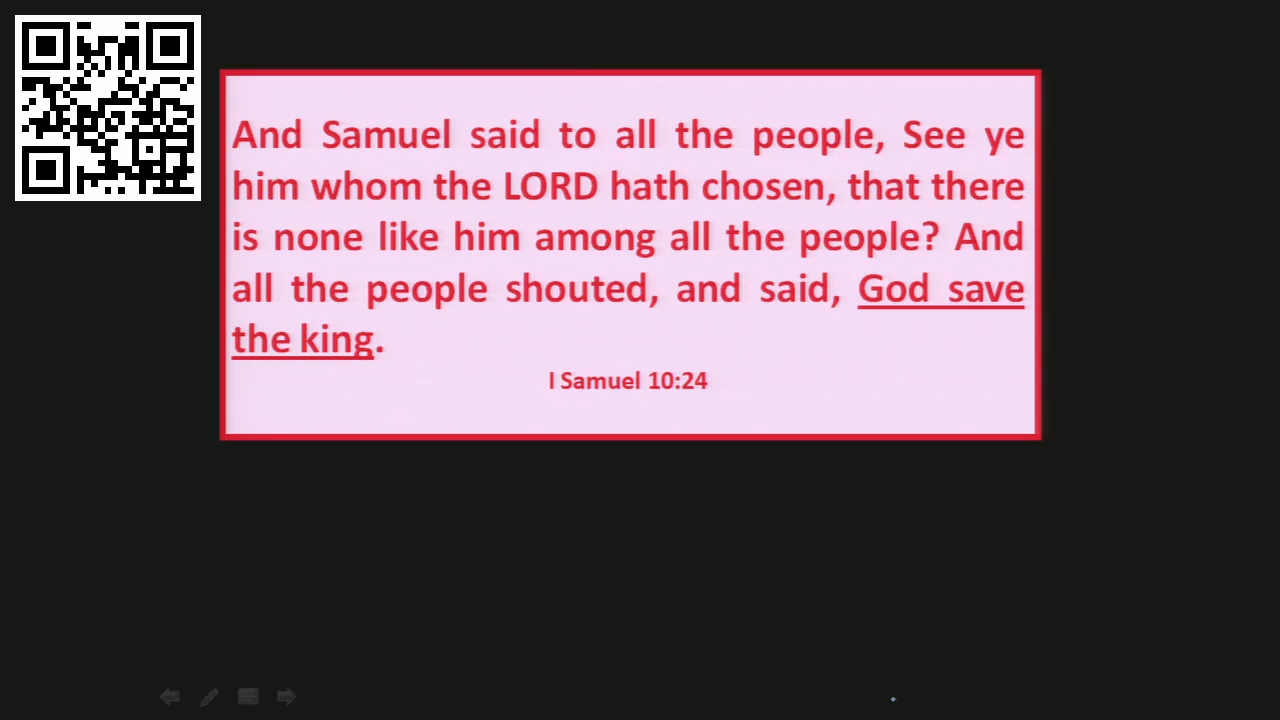 And Samuel said to all the people, See ye
him whom the LORD hath chosen, that there
is none like him among all the people? And
all the people shouted, and said, God save
the king.
I Samuel 10:24